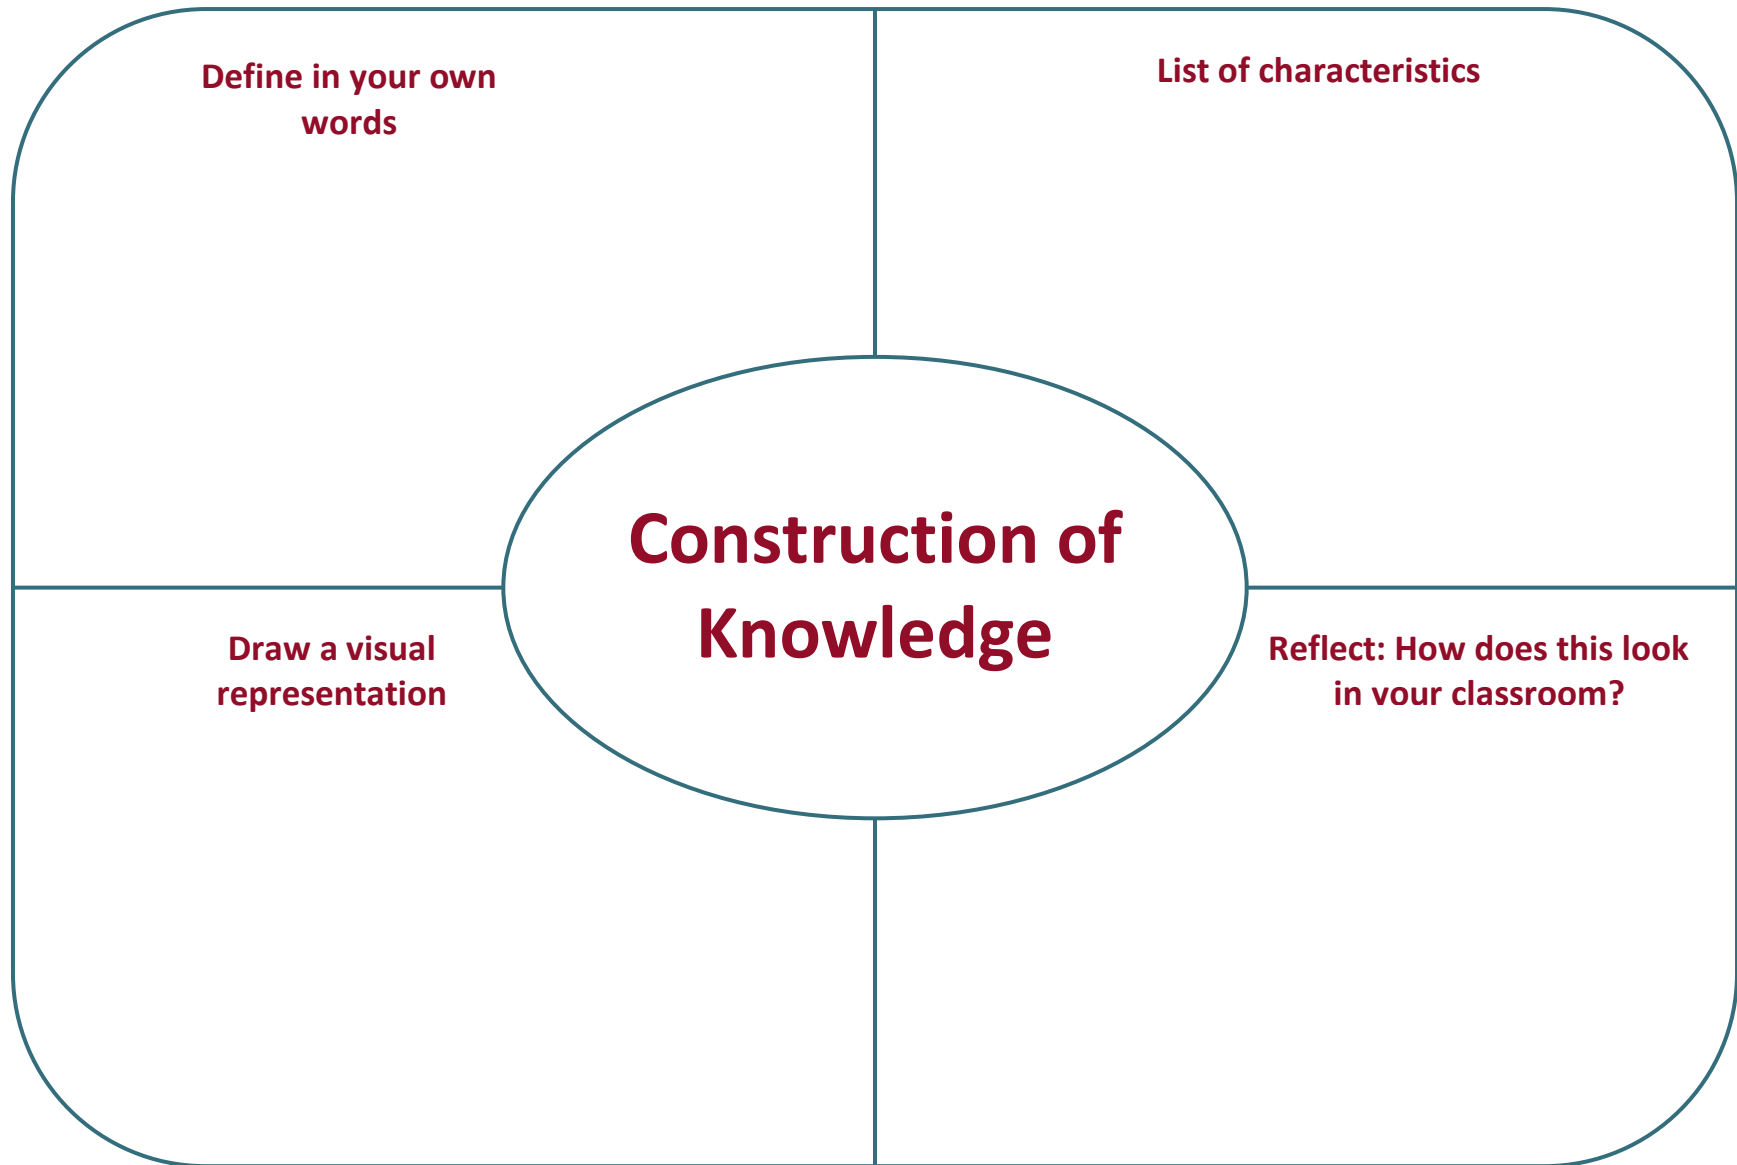 Define in your own
words
List of characteristics
Construction of
Knowledge
Draw a visual
representation
Reflect: How does this look
in your classroom?